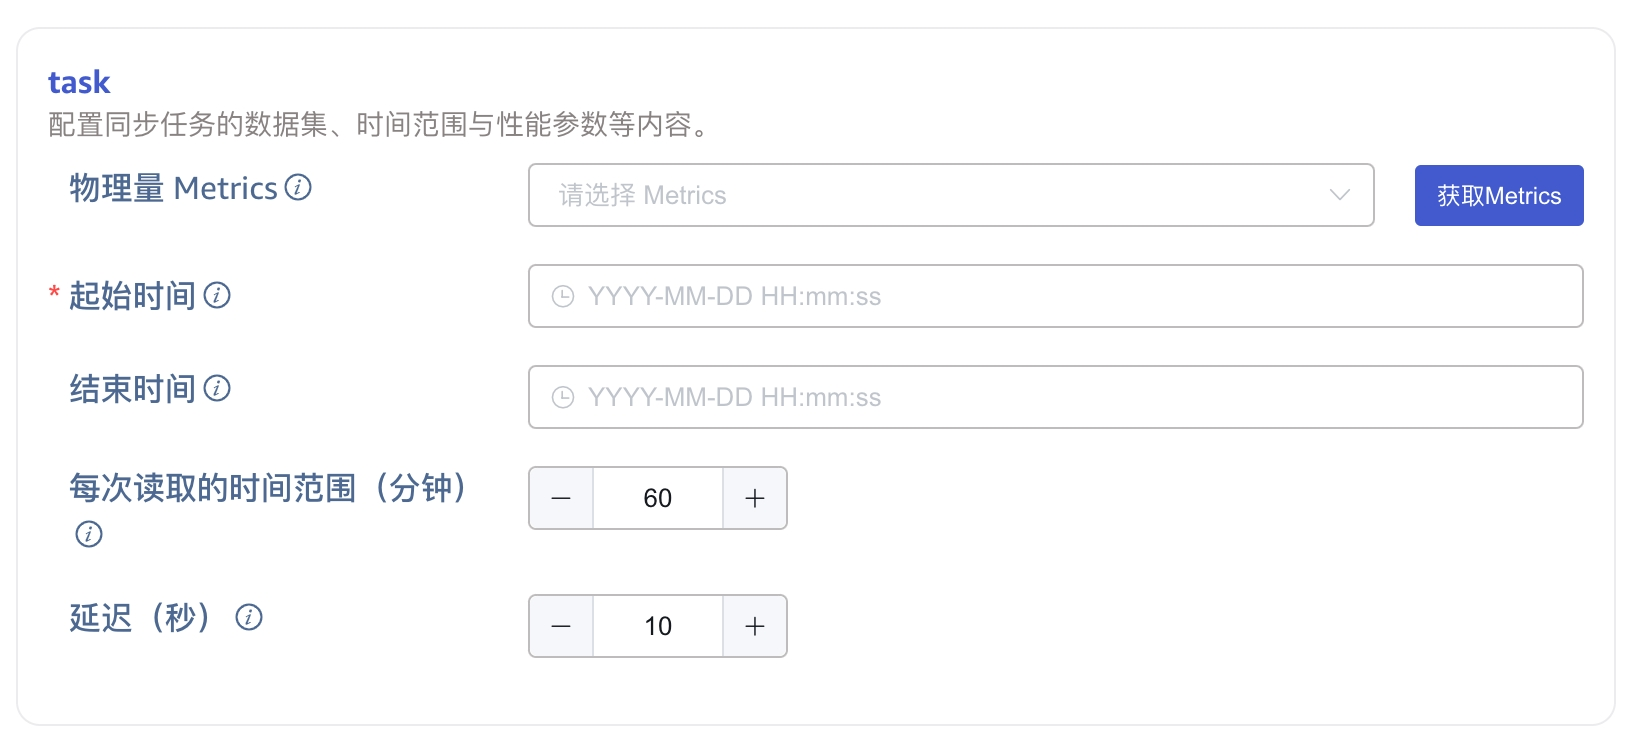 task
配置同步任务的数据集、时间范围与性能参数等内容。
物理量 Metrics
请选择 Metrics
获取Metrics
* 起始时间
YYYY-MM-DD HH:mm:ss
结束时间
YYYY-MM-DD HH:mm:ss
每次读取的时间范围（分钟）
60
延迟（秒）
10